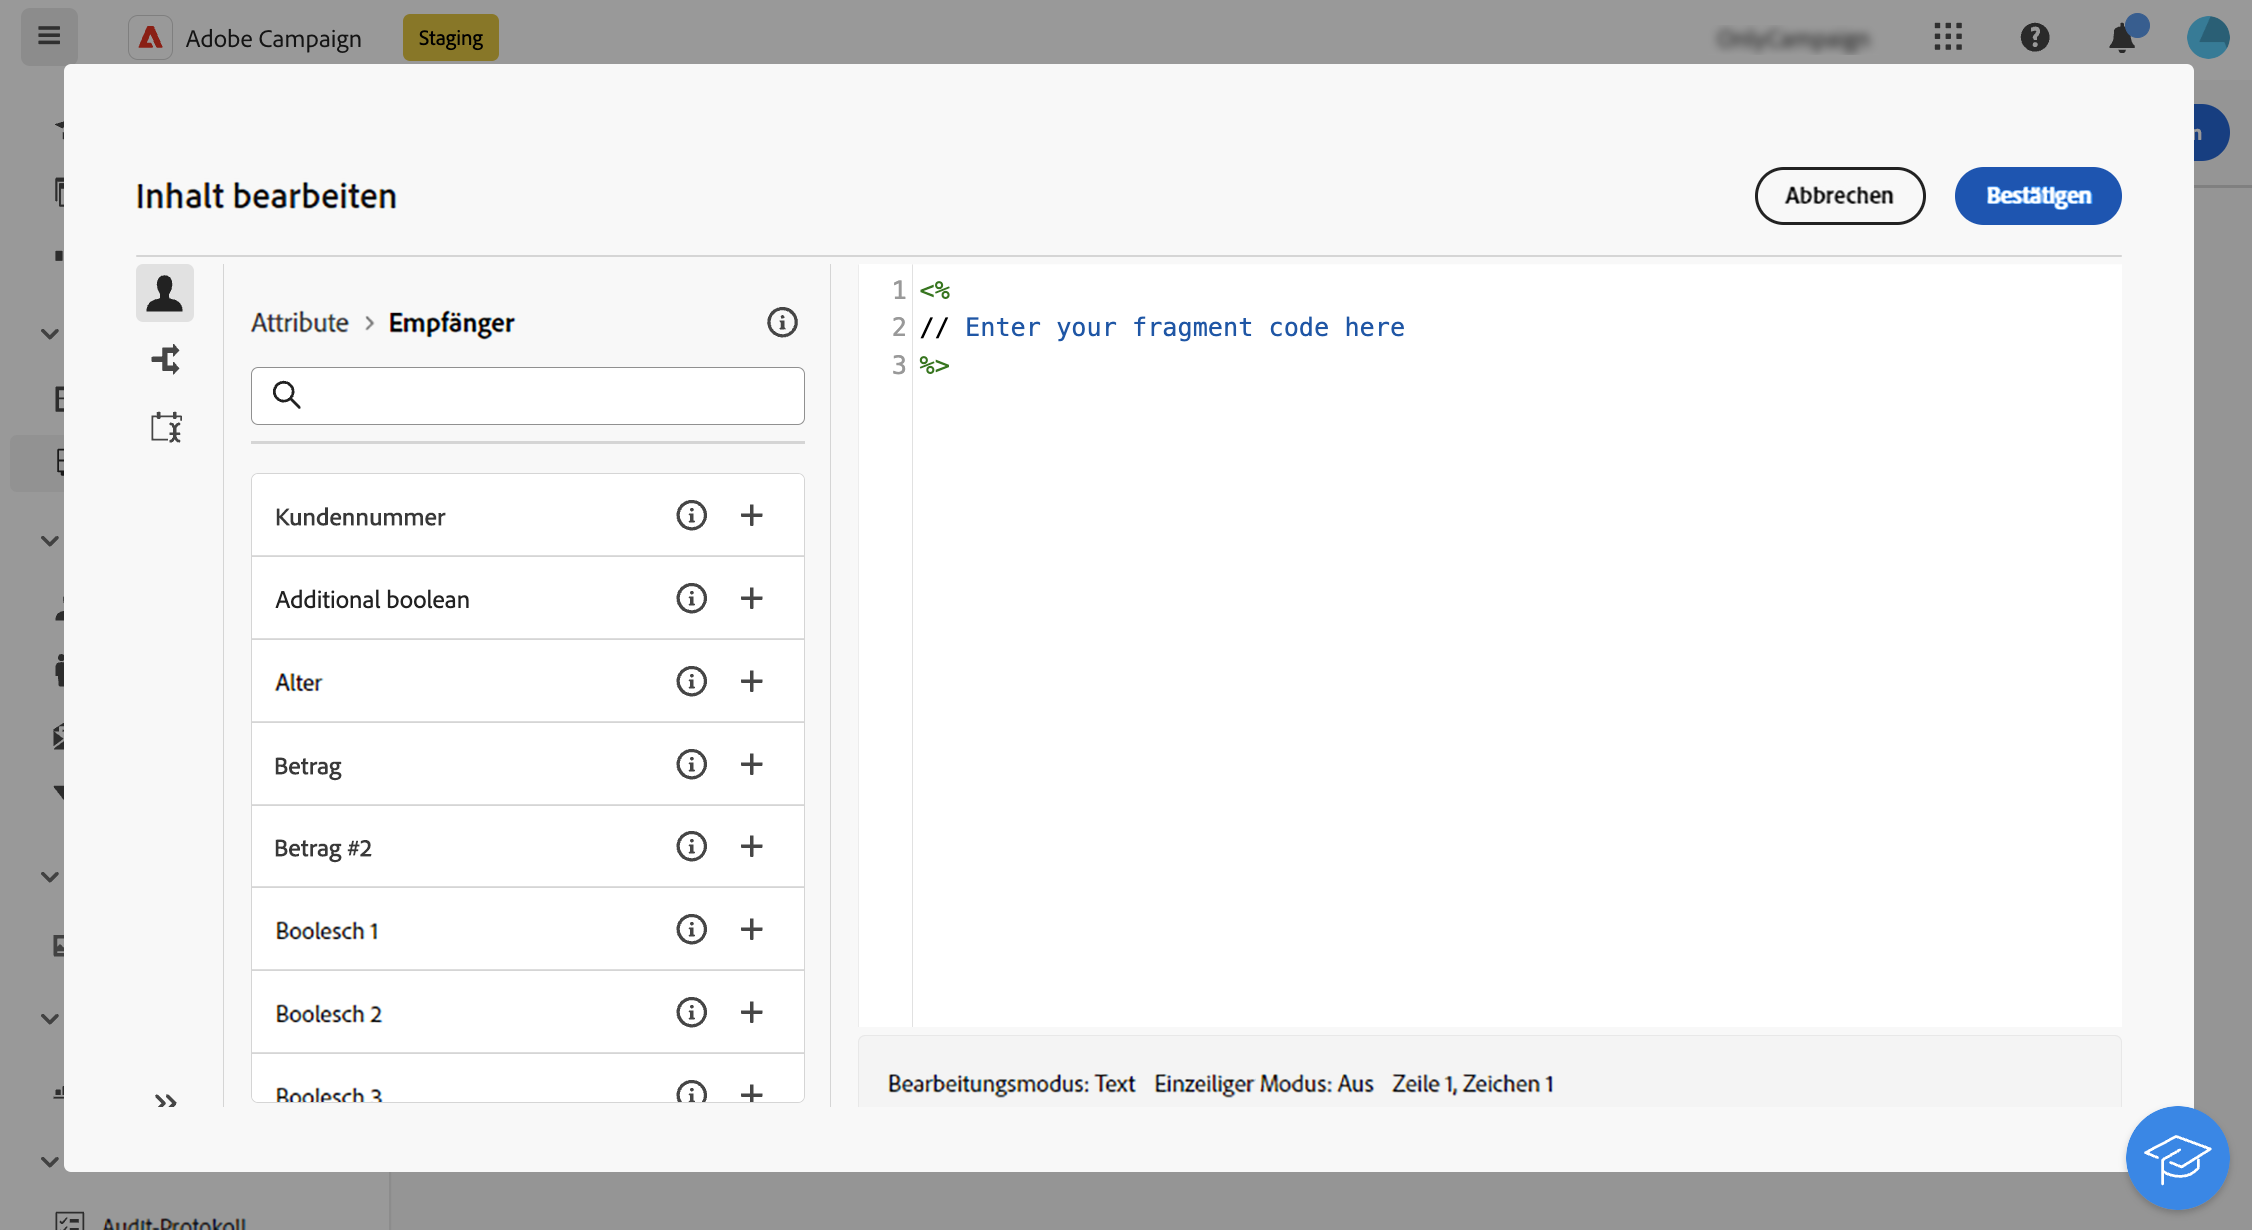 Adobe Campaign
Staging
Inhalt bearbeiten
Abbrechen
Bestätigen
Attribute > Empfänger
Kundennummer
Additional boolean
Alter
Betrag
Betrag #2
Boolesch 1
Boolesch 2
Boolesch 3
1 <%
2 // Enter your fragment code here
3 %>
Bearbeitungsmodus: Text Einzeiliger Modus: Aus Zeile 1, Zeichen 1
Audit-Protokoll